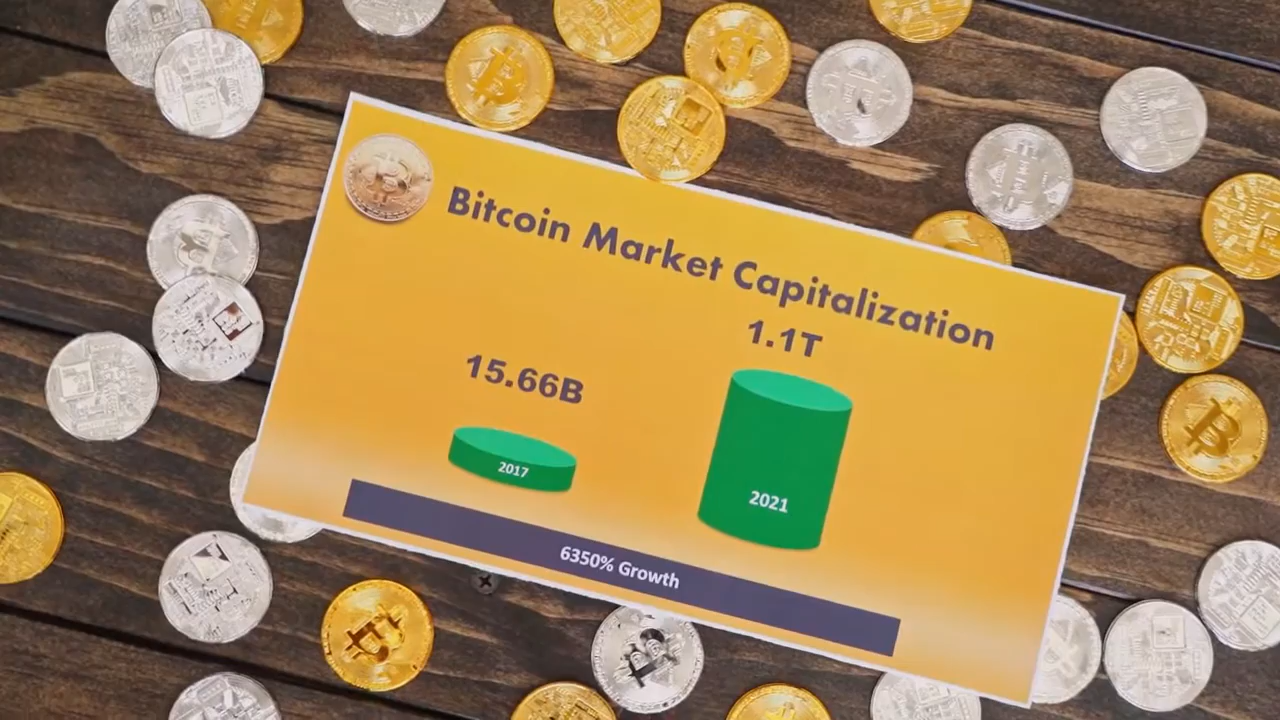 Bitcoin Market Capitalization
15.66B
1.1T
2017
2021
6350% Growth